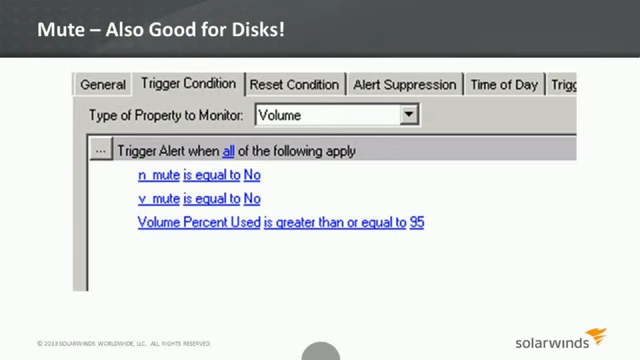 Mute – Also Good for Disks!
General Trigger Condition Reset Condition Alert Suppression Time of Day Trigg
Type of Property to Monitor: Volume
... Trigger Alert when all of the following apply
n_mute is equal to No
v_mute is equal to No
Volume Percent Used is greater than or equal to 95
© 2013 SOLARWINDS WORLDWIDE, LLC. ALL RIGHTS RESERVED.
solarwinds